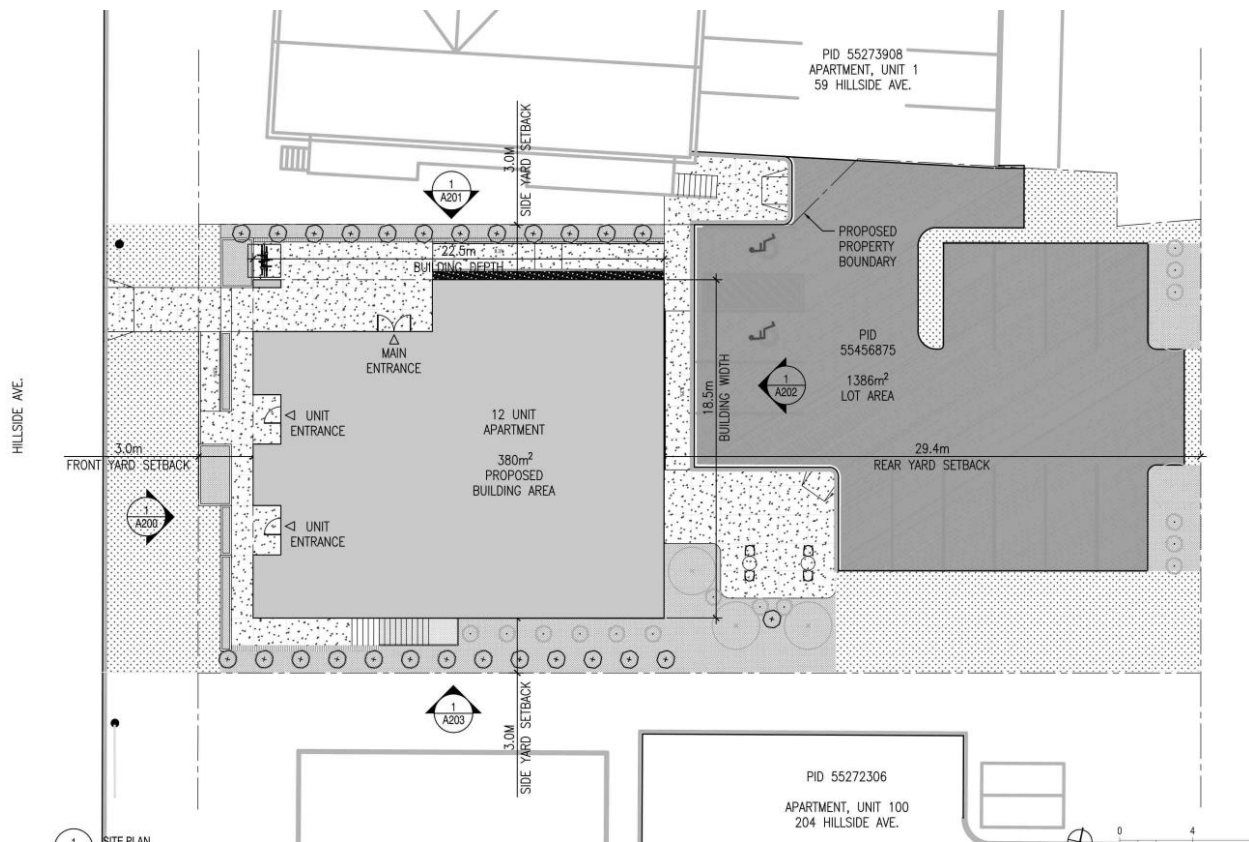 PID 55273908
APARTMENT, UNIT 1
59 HILLSIDE AVE.
3.0M
SIDE YARD SETBACK
1
A201
PROPOSED
PROPERTY
BOUNDARY
22.5m
BUILDING DEPTH
MAIN
ENTRANCE
PID
55456875
1386m²
LOT AREA
1
A202
18.5m
BUILDING WIDTH
HILLSIDE AVE.
UNIT
ENTRANCE
12 UNIT
APARTMENT
380m²
PROPOSED
BUILDING AREA
3.0m
FRONT YARD SETBACK
29.4m
REAR YARD SETBACK
1
A200
UNIT
ENTRANCE
1
A203
3.0M
SIDE YARD SETBACK
PID 55272306
APARTMENT, UNIT 100
204 HILLSIDE AVE.
1
SITE PLAN
0 4